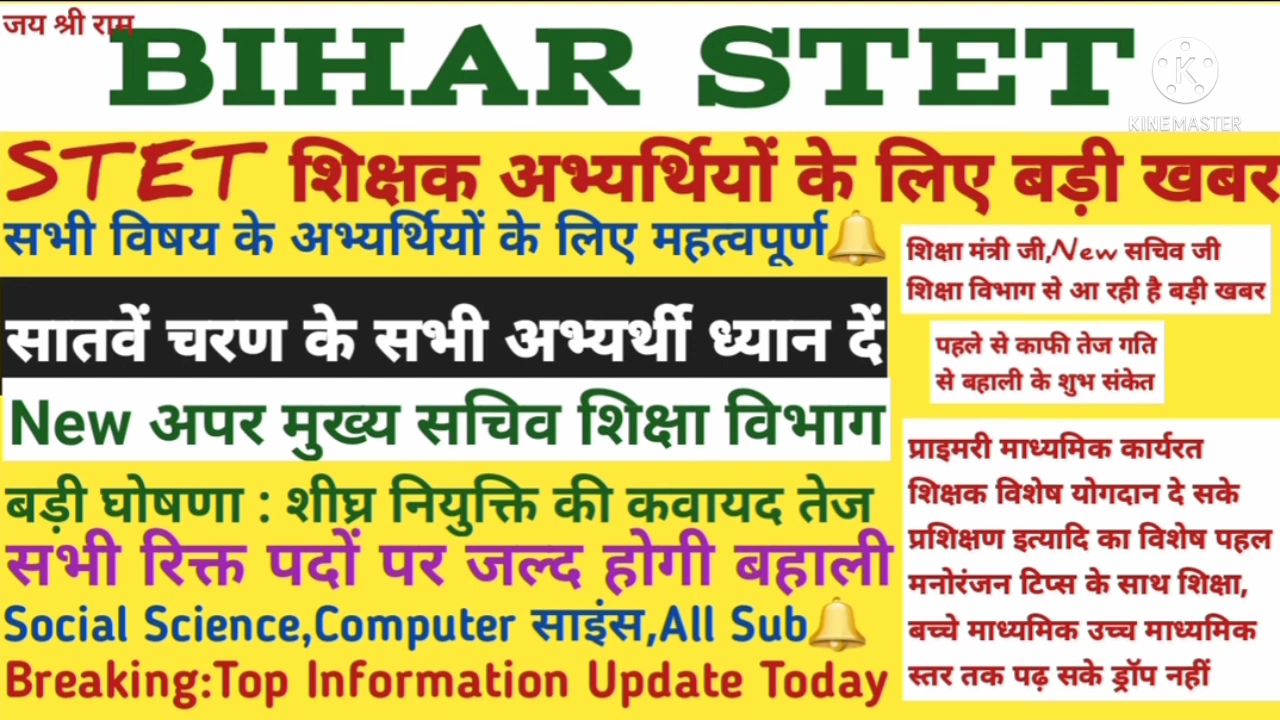 जय श्री राम
BIHAR STET
K
KINEMASTER
STET शिक्षक अभ्यर्थियों के लिए बड़ी खबर
सभी विषय के अभ्यर्थियों के लिए महत्वपूर्ण🔔
सातवें चरण के सभी अभ्यर्थी ध्यान दें
New अपर मुख्य सचिव शिक्षा विभाग
बड़ी घोषणा : शीघ्र नियुक्ति की कवायद तेज
सभी रिक्त पदों पर जल्द होगी बहाली
Social Science,Computer साइंस,All Sub🔔
Breaking:Top Information Update Today
शिक्षा मंत्री जी,New सचिव जी
शिक्षा विभाग से आ रही है बड़ी खबर
पहले से काफी तेज गति
से बहाली के शुभ संकेत
प्राइमरी माध्यमिक कार्यरत
शिक्षक विशेष योगदान दे सके
प्रशिक्षण इत्यादि का विशेष पहल
मनोरंजन टिप्स के साथ शिक्षा,
बच्चे माध्यमिक उच्च माध्यमिक
स्तर तक पढ़ सके ड्रॉप नहीं